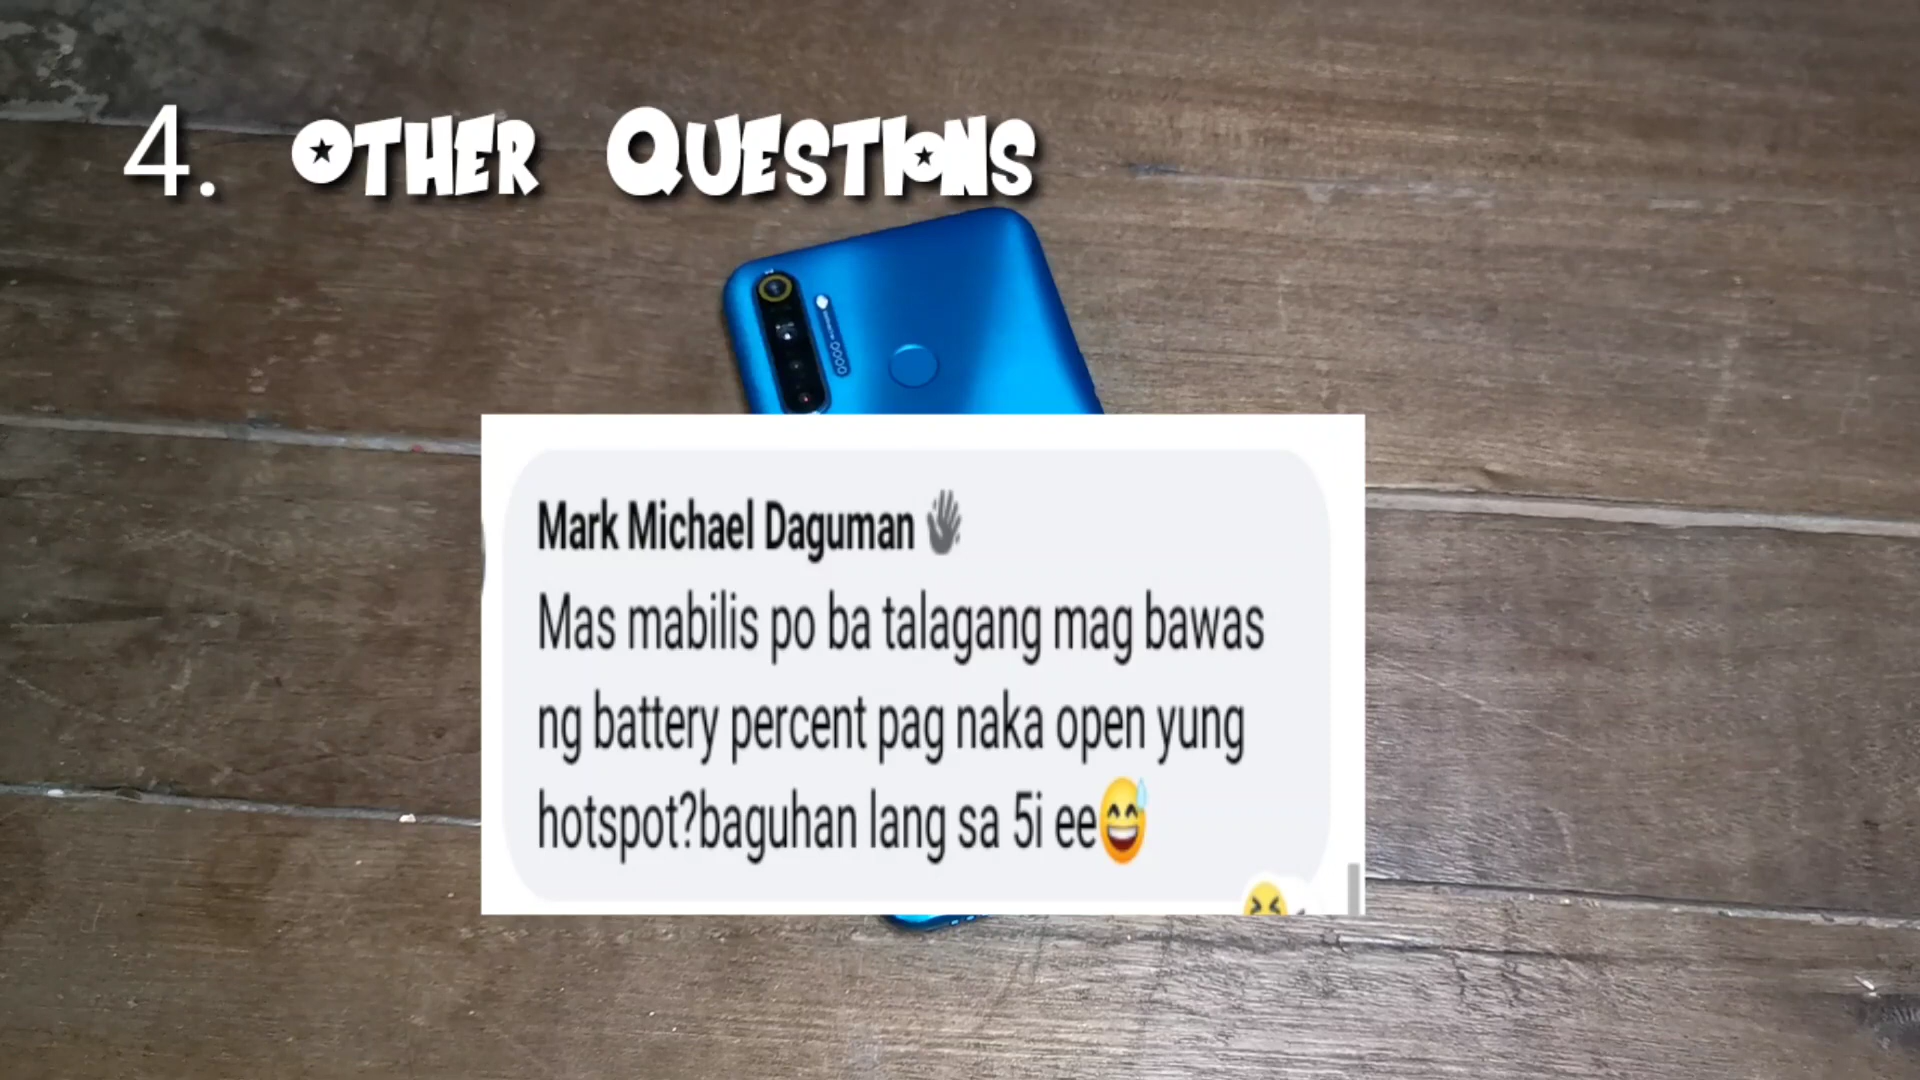 4. OTHER QUESTIONS
Mark Michael Daguman
Mas mabilis po ba talagang mag bawas
ng battery percent pag naka open yung
hotspot?baguhan lang sa 5i ee😅